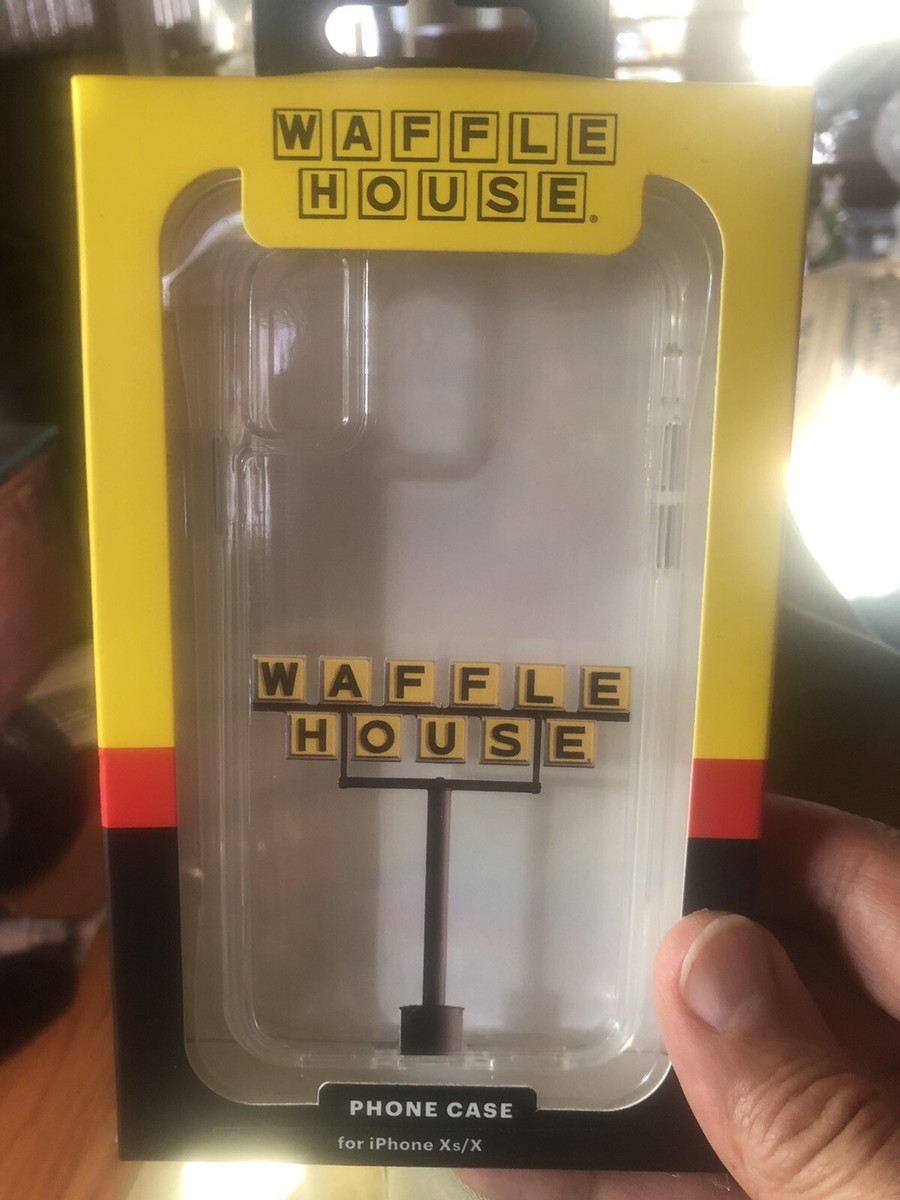 WAFFLE
HOUSE®
WAFFLE
HOUSE
PHONE CASE
for iPhone Xs/X